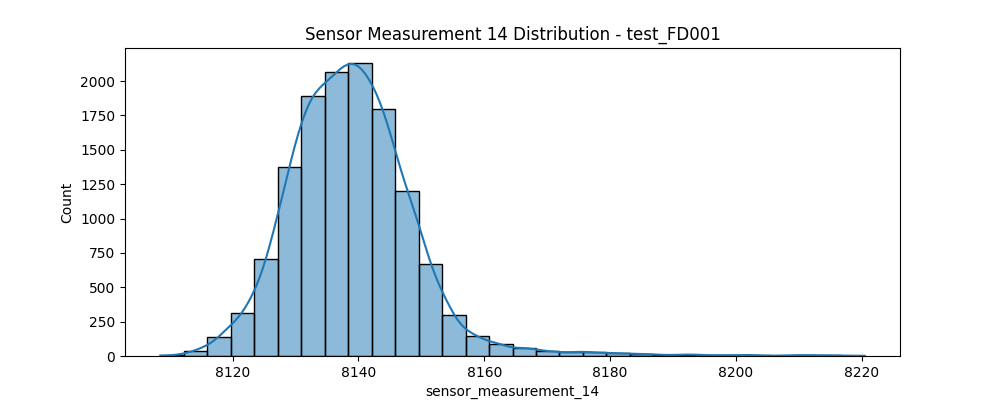 Sensor Measurement 14 Distribution - test_FD001
2000
1750
1500
1250
1000
750
500
250
0
Count
8120 8140 8160 8180 8200 8220
sensor_measurement_14